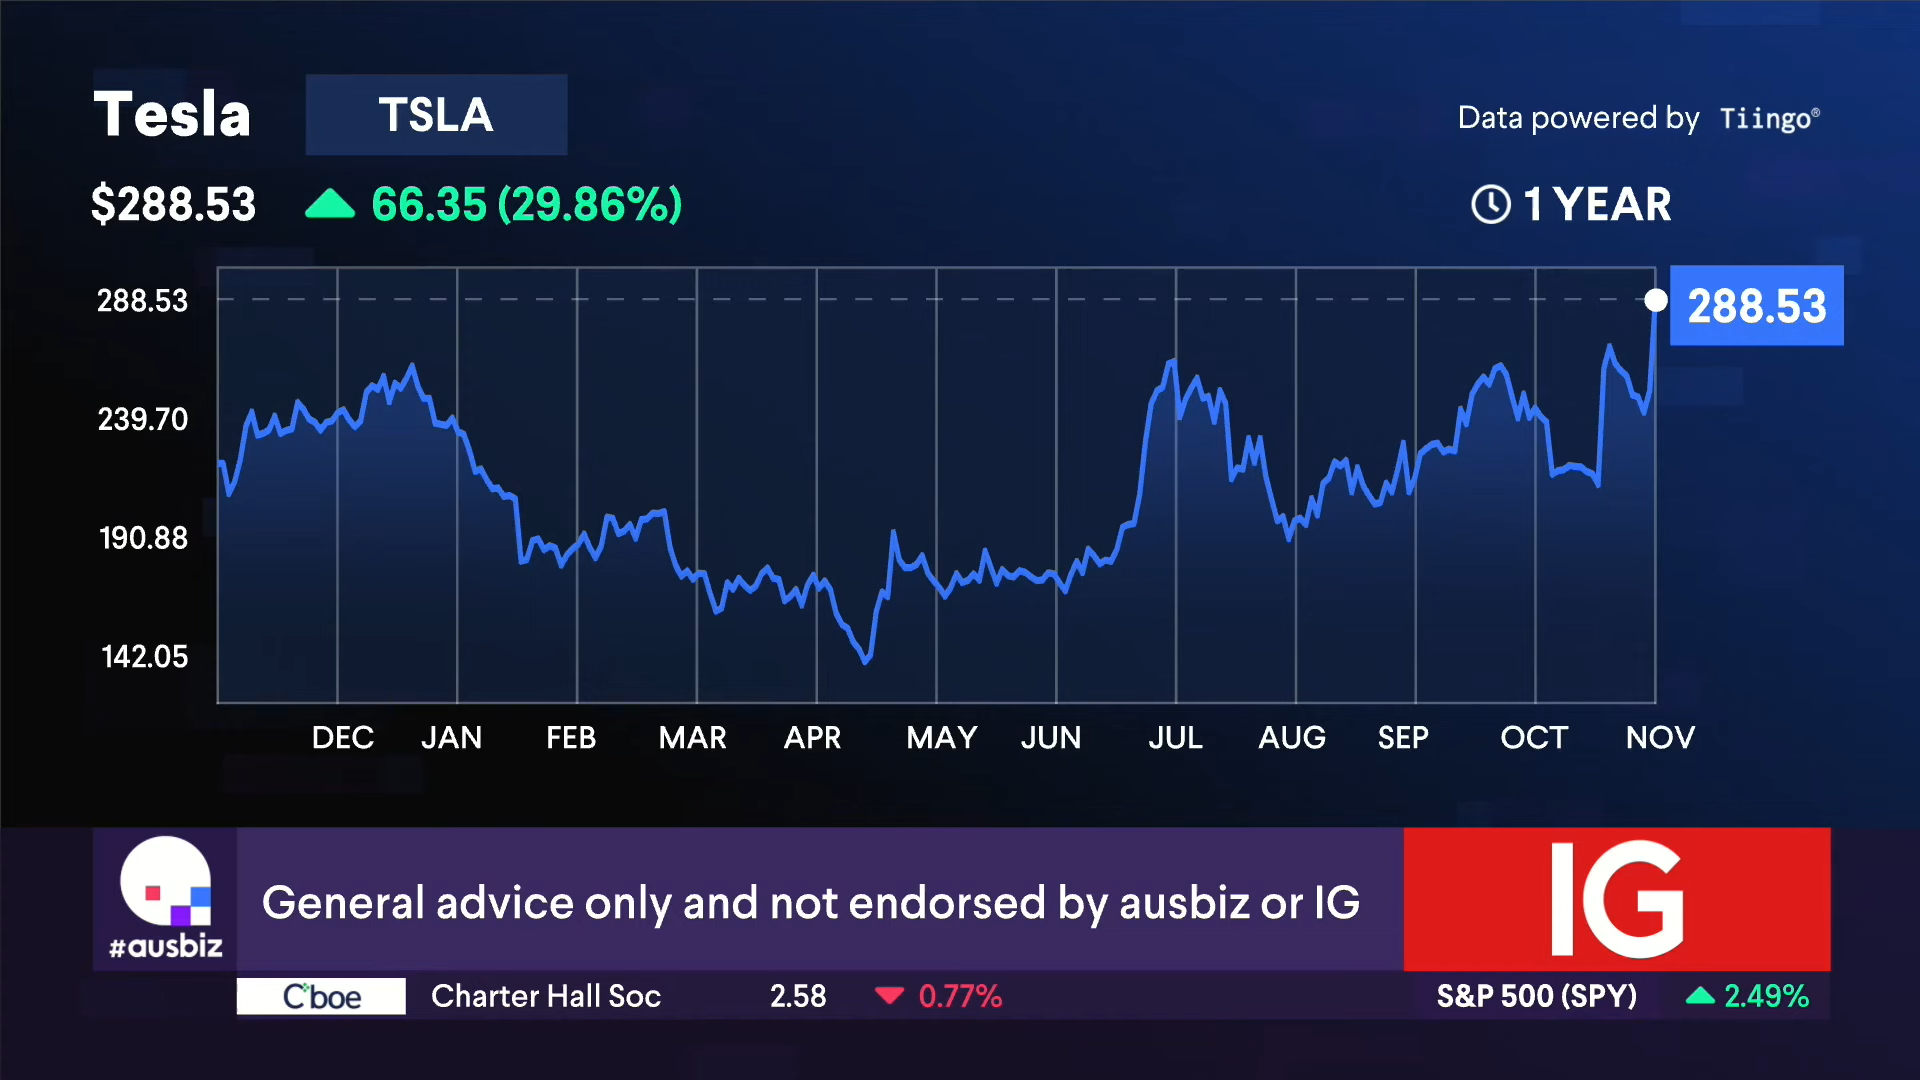 Tesla TSLA
Data powered by Tiingo®
$288.53 66.35 (29.86%)
1 YEAR
288.53
288.53
239.70
190.88
142.05
DEC JAN FEB MAR APR MAY JUN JUL AUG SEP OCT NOV
General advice only and not endorsed by ausbiz or IG
IG
#ausbiz
Cboe Charter Hall Soc 2.58 0.77% S&P 500 (SPY) 2.49%